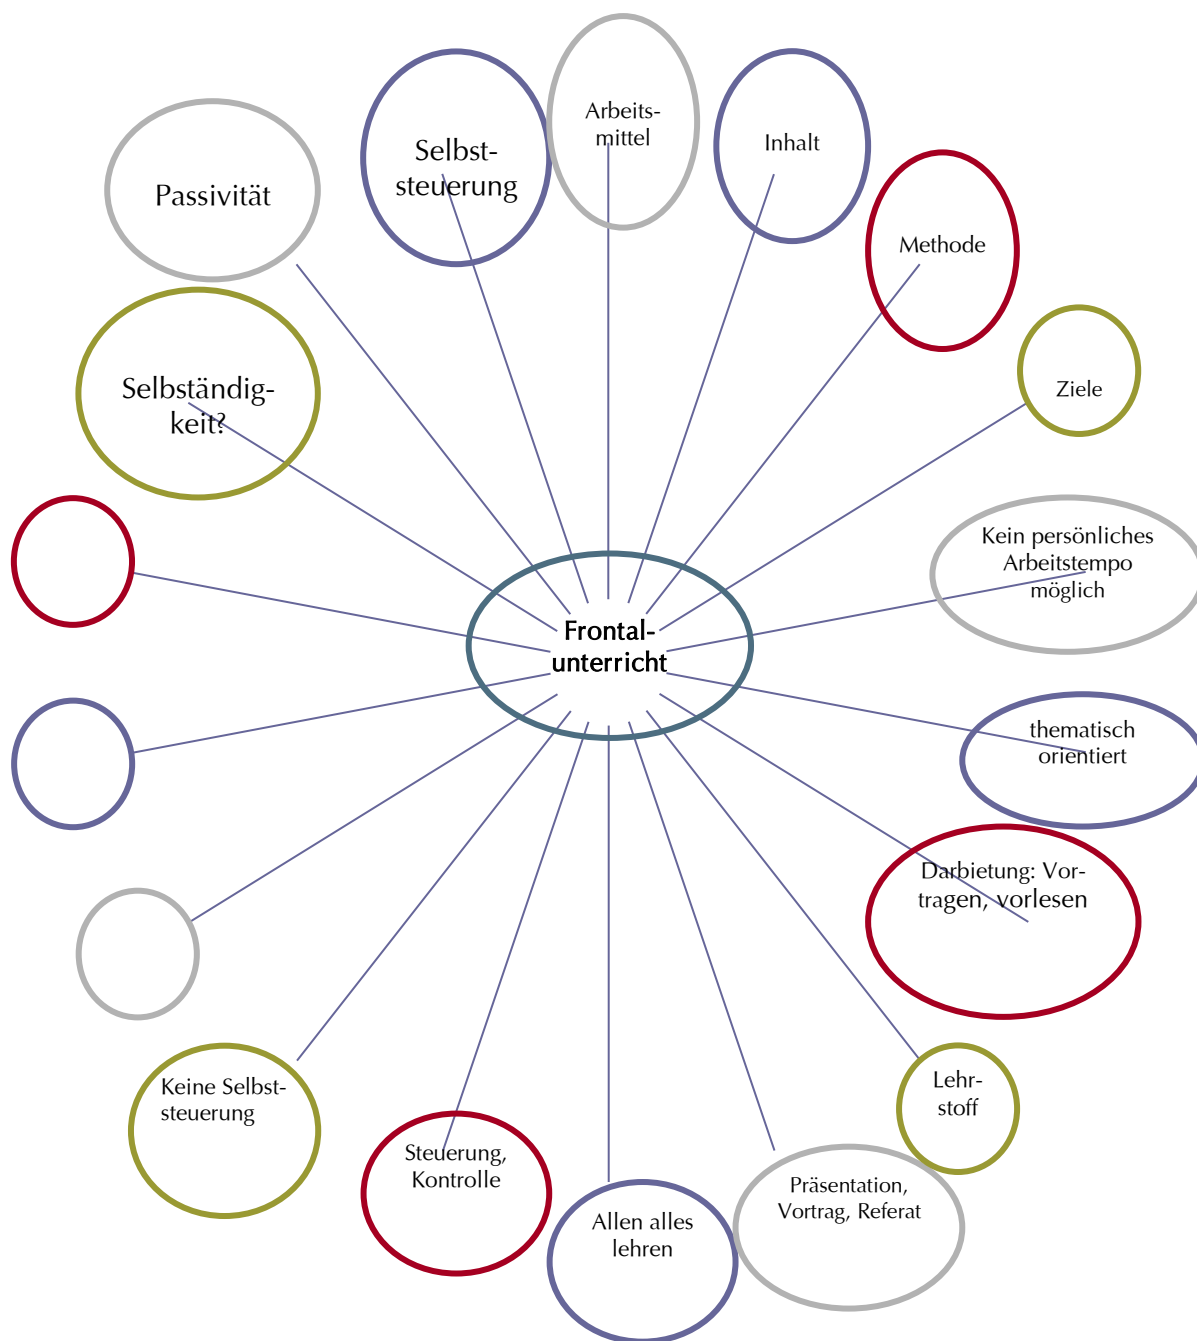 Arbeits-
mittel
Selbst-
steuerung
Inhalt
Passivität
Methode
Selbständig-
keit?
Ziele
Kein persönliches
Arbeitstempo
möglich
Frontal-
unterricht
thematisch
orientiert
Darbietung: Vor-
tragen, vorlesen
Keine Selbst-
steuerung
Lehr-
stoff
Steuerung,
Kontrolle
Präsentation,
Vortrag, Referat
Allen alles
lehren